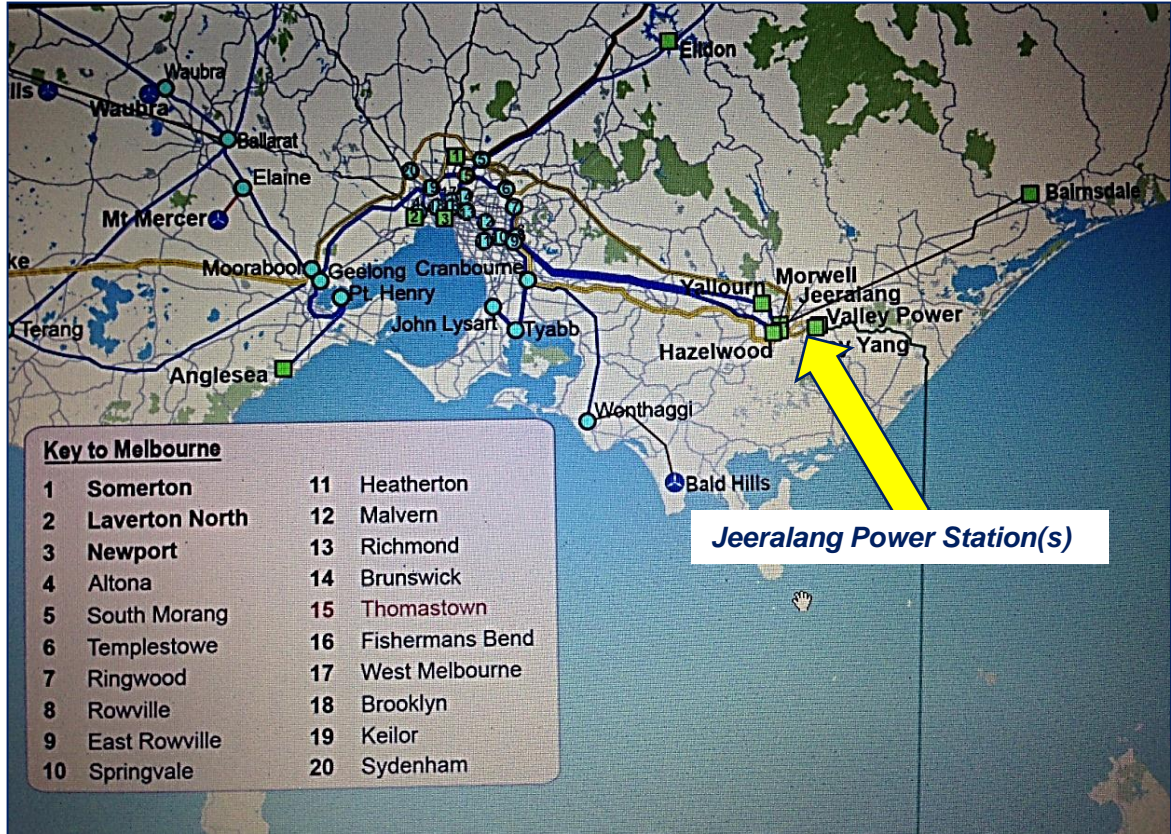 Eildon
Waubra
lls
Waubra
Ballarat
Elaine
Bairnsdale
Mt Mercer
ke
Moorabool
Geelong
Cranbourne
Pt. Henry
Morwell
Yallourn
Jeeralang
Terang
John Lysart
Tyabb
Valley Power
Hazelwood
Yang
Anglesea
Wonthaggi
Bald Hills
Jeeralang Power Station(s)
Key to Melbourne
1 Somerton
2 Laverton North
3 Newport
4 Altona
5 South Morang
6 Templestowe
7 Ringwood
8 Rowville
9 East Rowville
10 Springvale
11 Heatherton
12 Malvern
13 Richmond
14 Brunswick
15 Thomastown
16 Fishermans Bend
17 West Melbourne
18 Brooklyn
19 Keilor
20 Sydenham